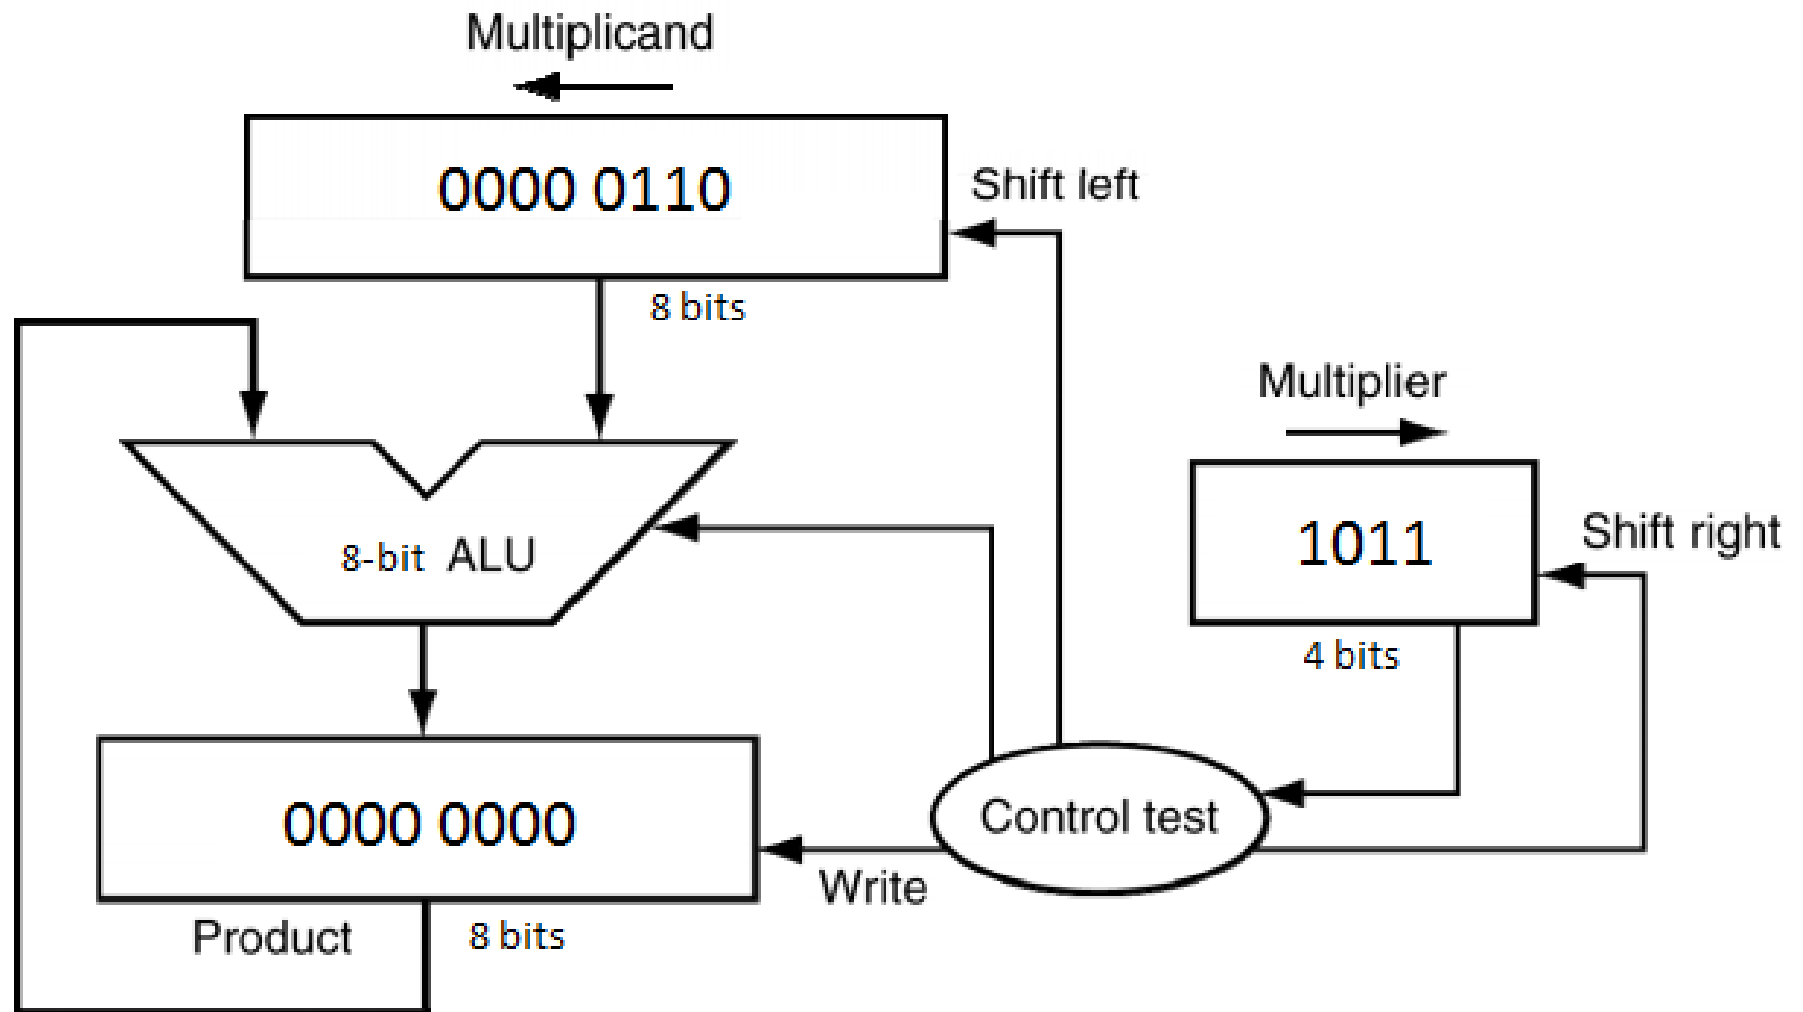 Multiplicand
0000 0110
Shift left
8 bits
Multiplier
1011
Shift right
4 bits
8-bit ALU
0000 0000
Control test
Write
Product
8 bits